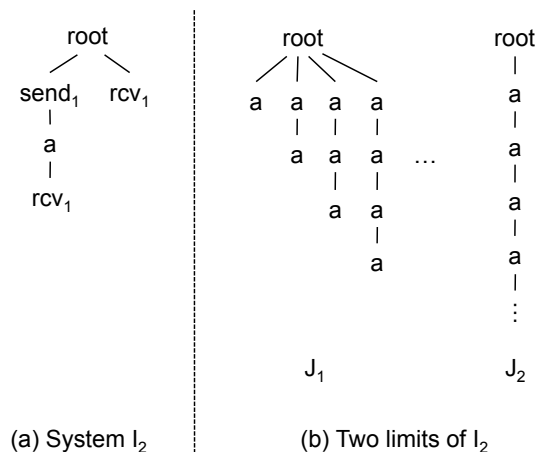 root root root
send₁ rcv₁ a a a a a
a a a a … a
rcv₁ a a a
a a
⋮
J₁ J₂
(a) System I₂ (b) Two limits of I₂